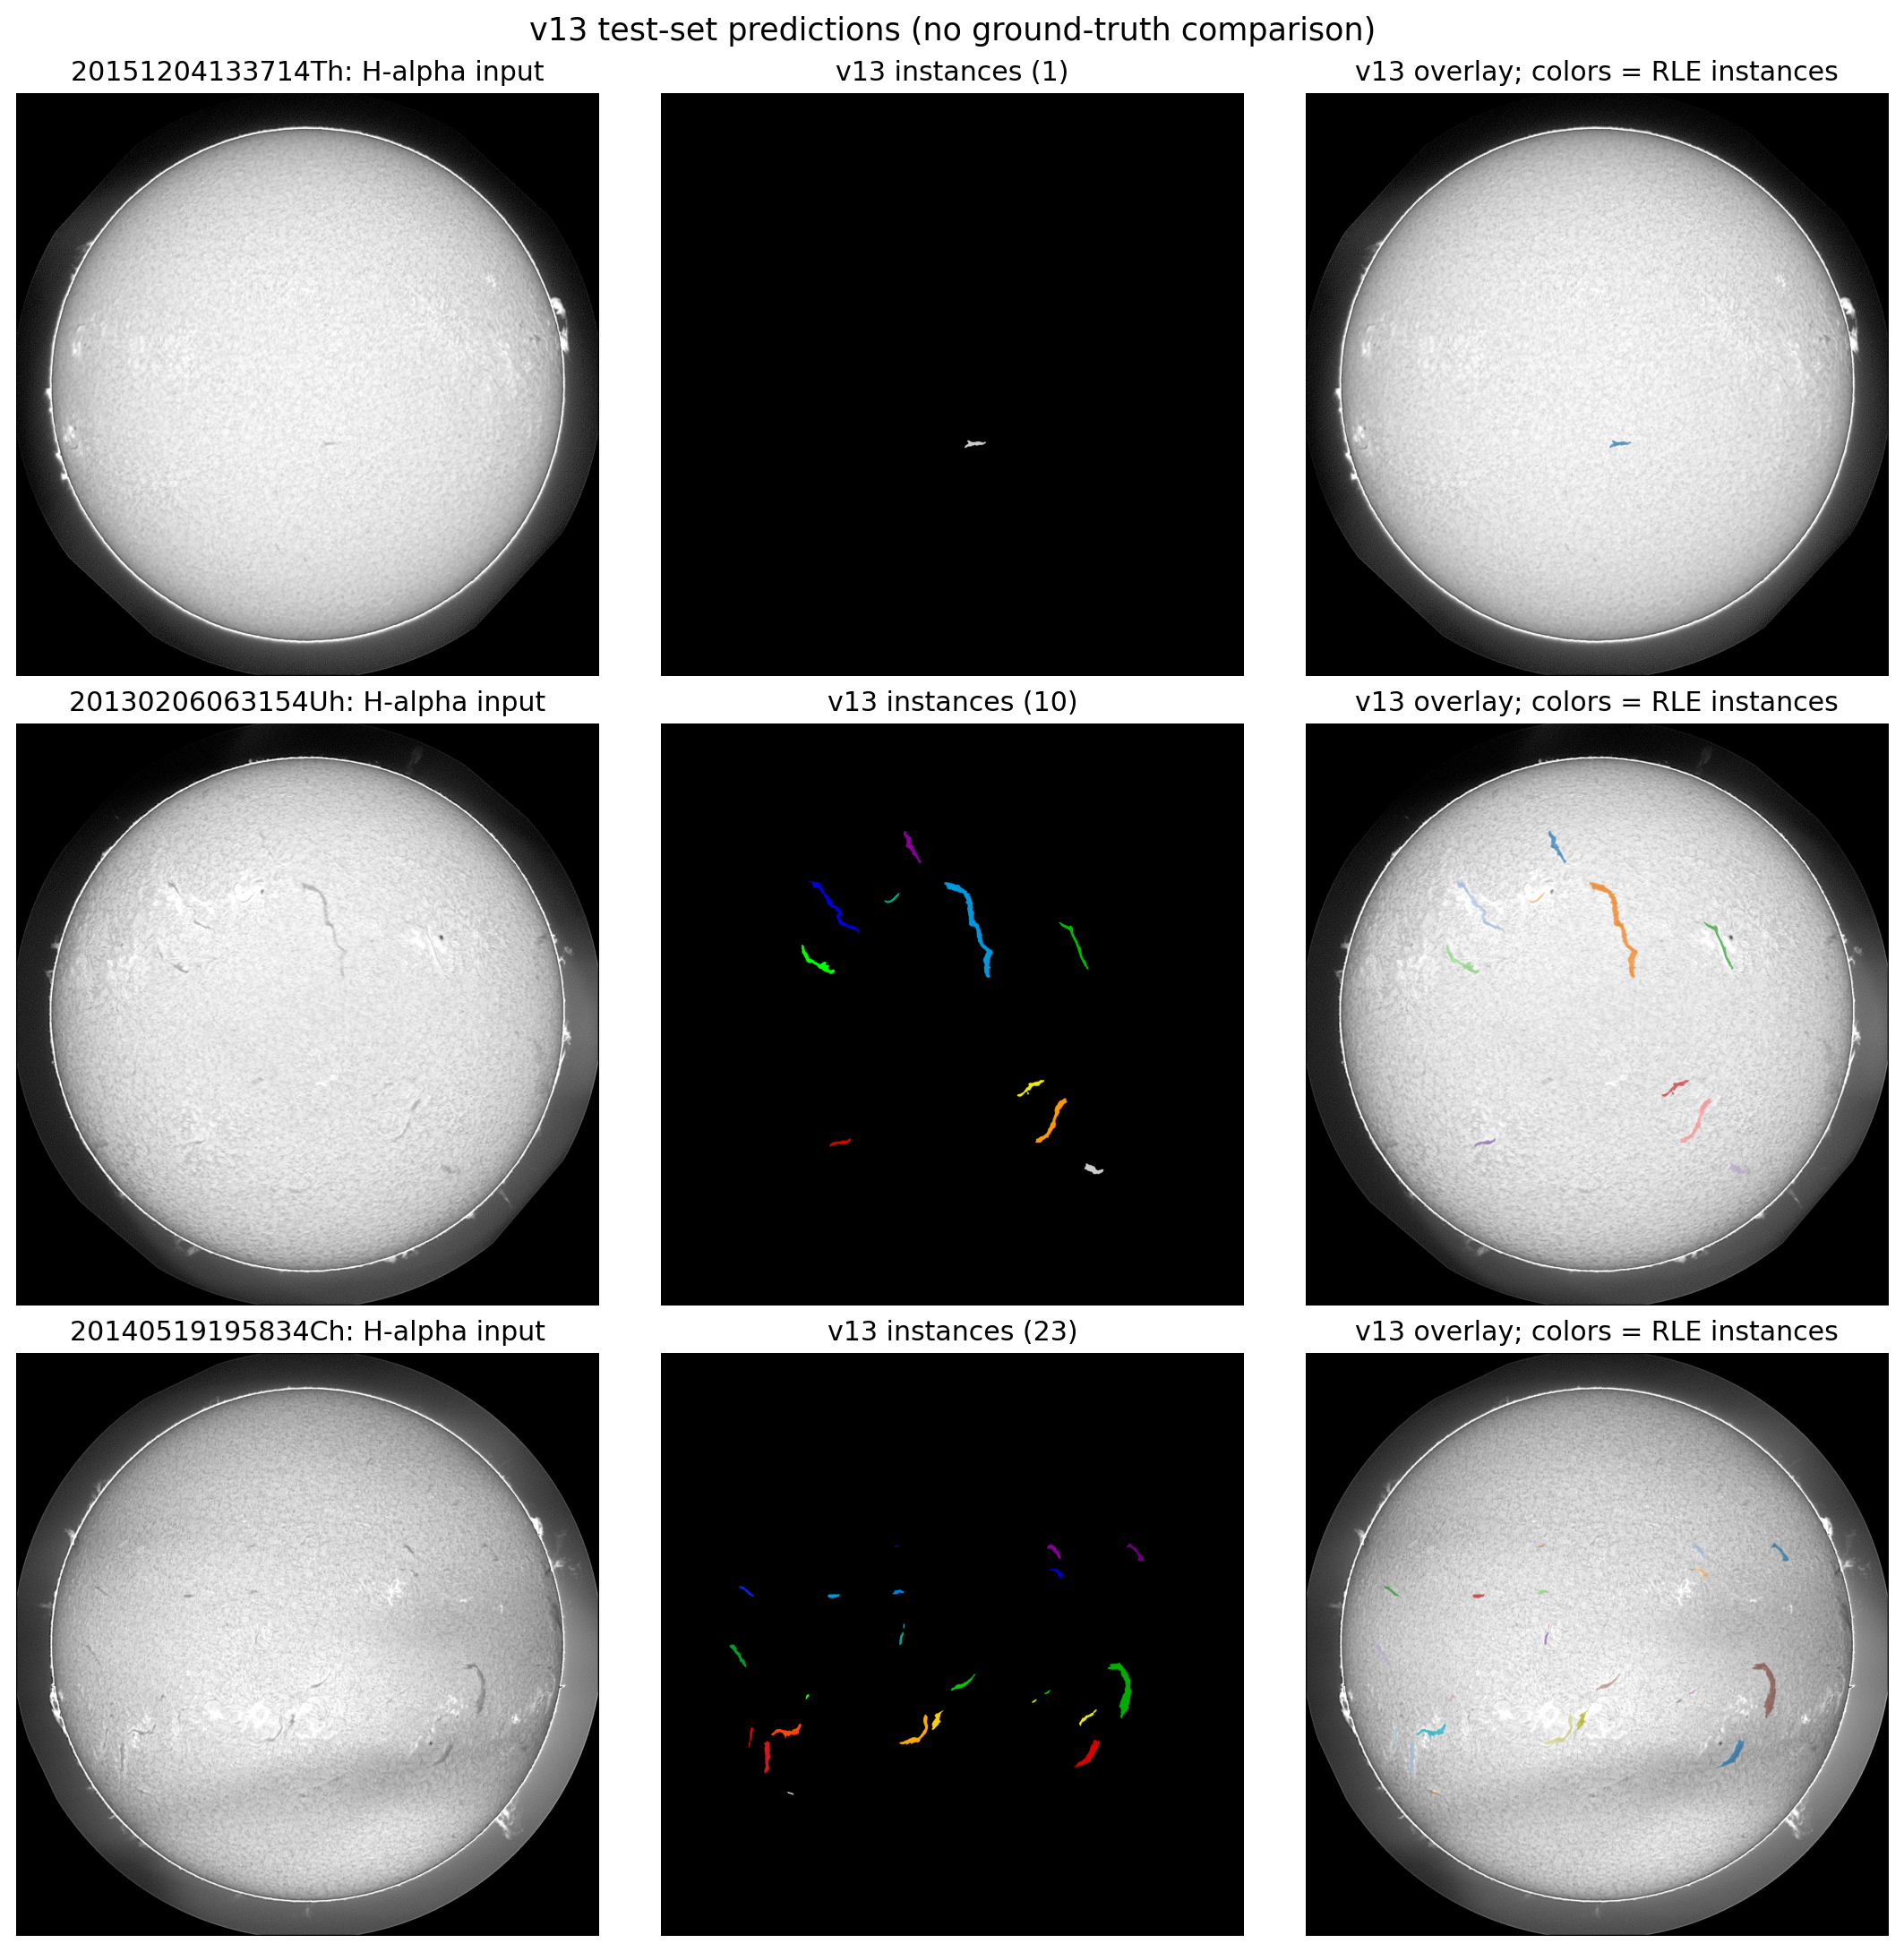 v13 test-set predictions (no ground-truth comparison)
20151204133714Th: H-alpha input
v13 instances (1)
v13 overlay; colors = RLE instances
20130206063154Uh: H-alpha input
v13 instances (10)
v13 overlay; colors = RLE instances
20140519195834Ch: H-alpha input
v13 instances (23)
v13 overlay; colors = RLE instances